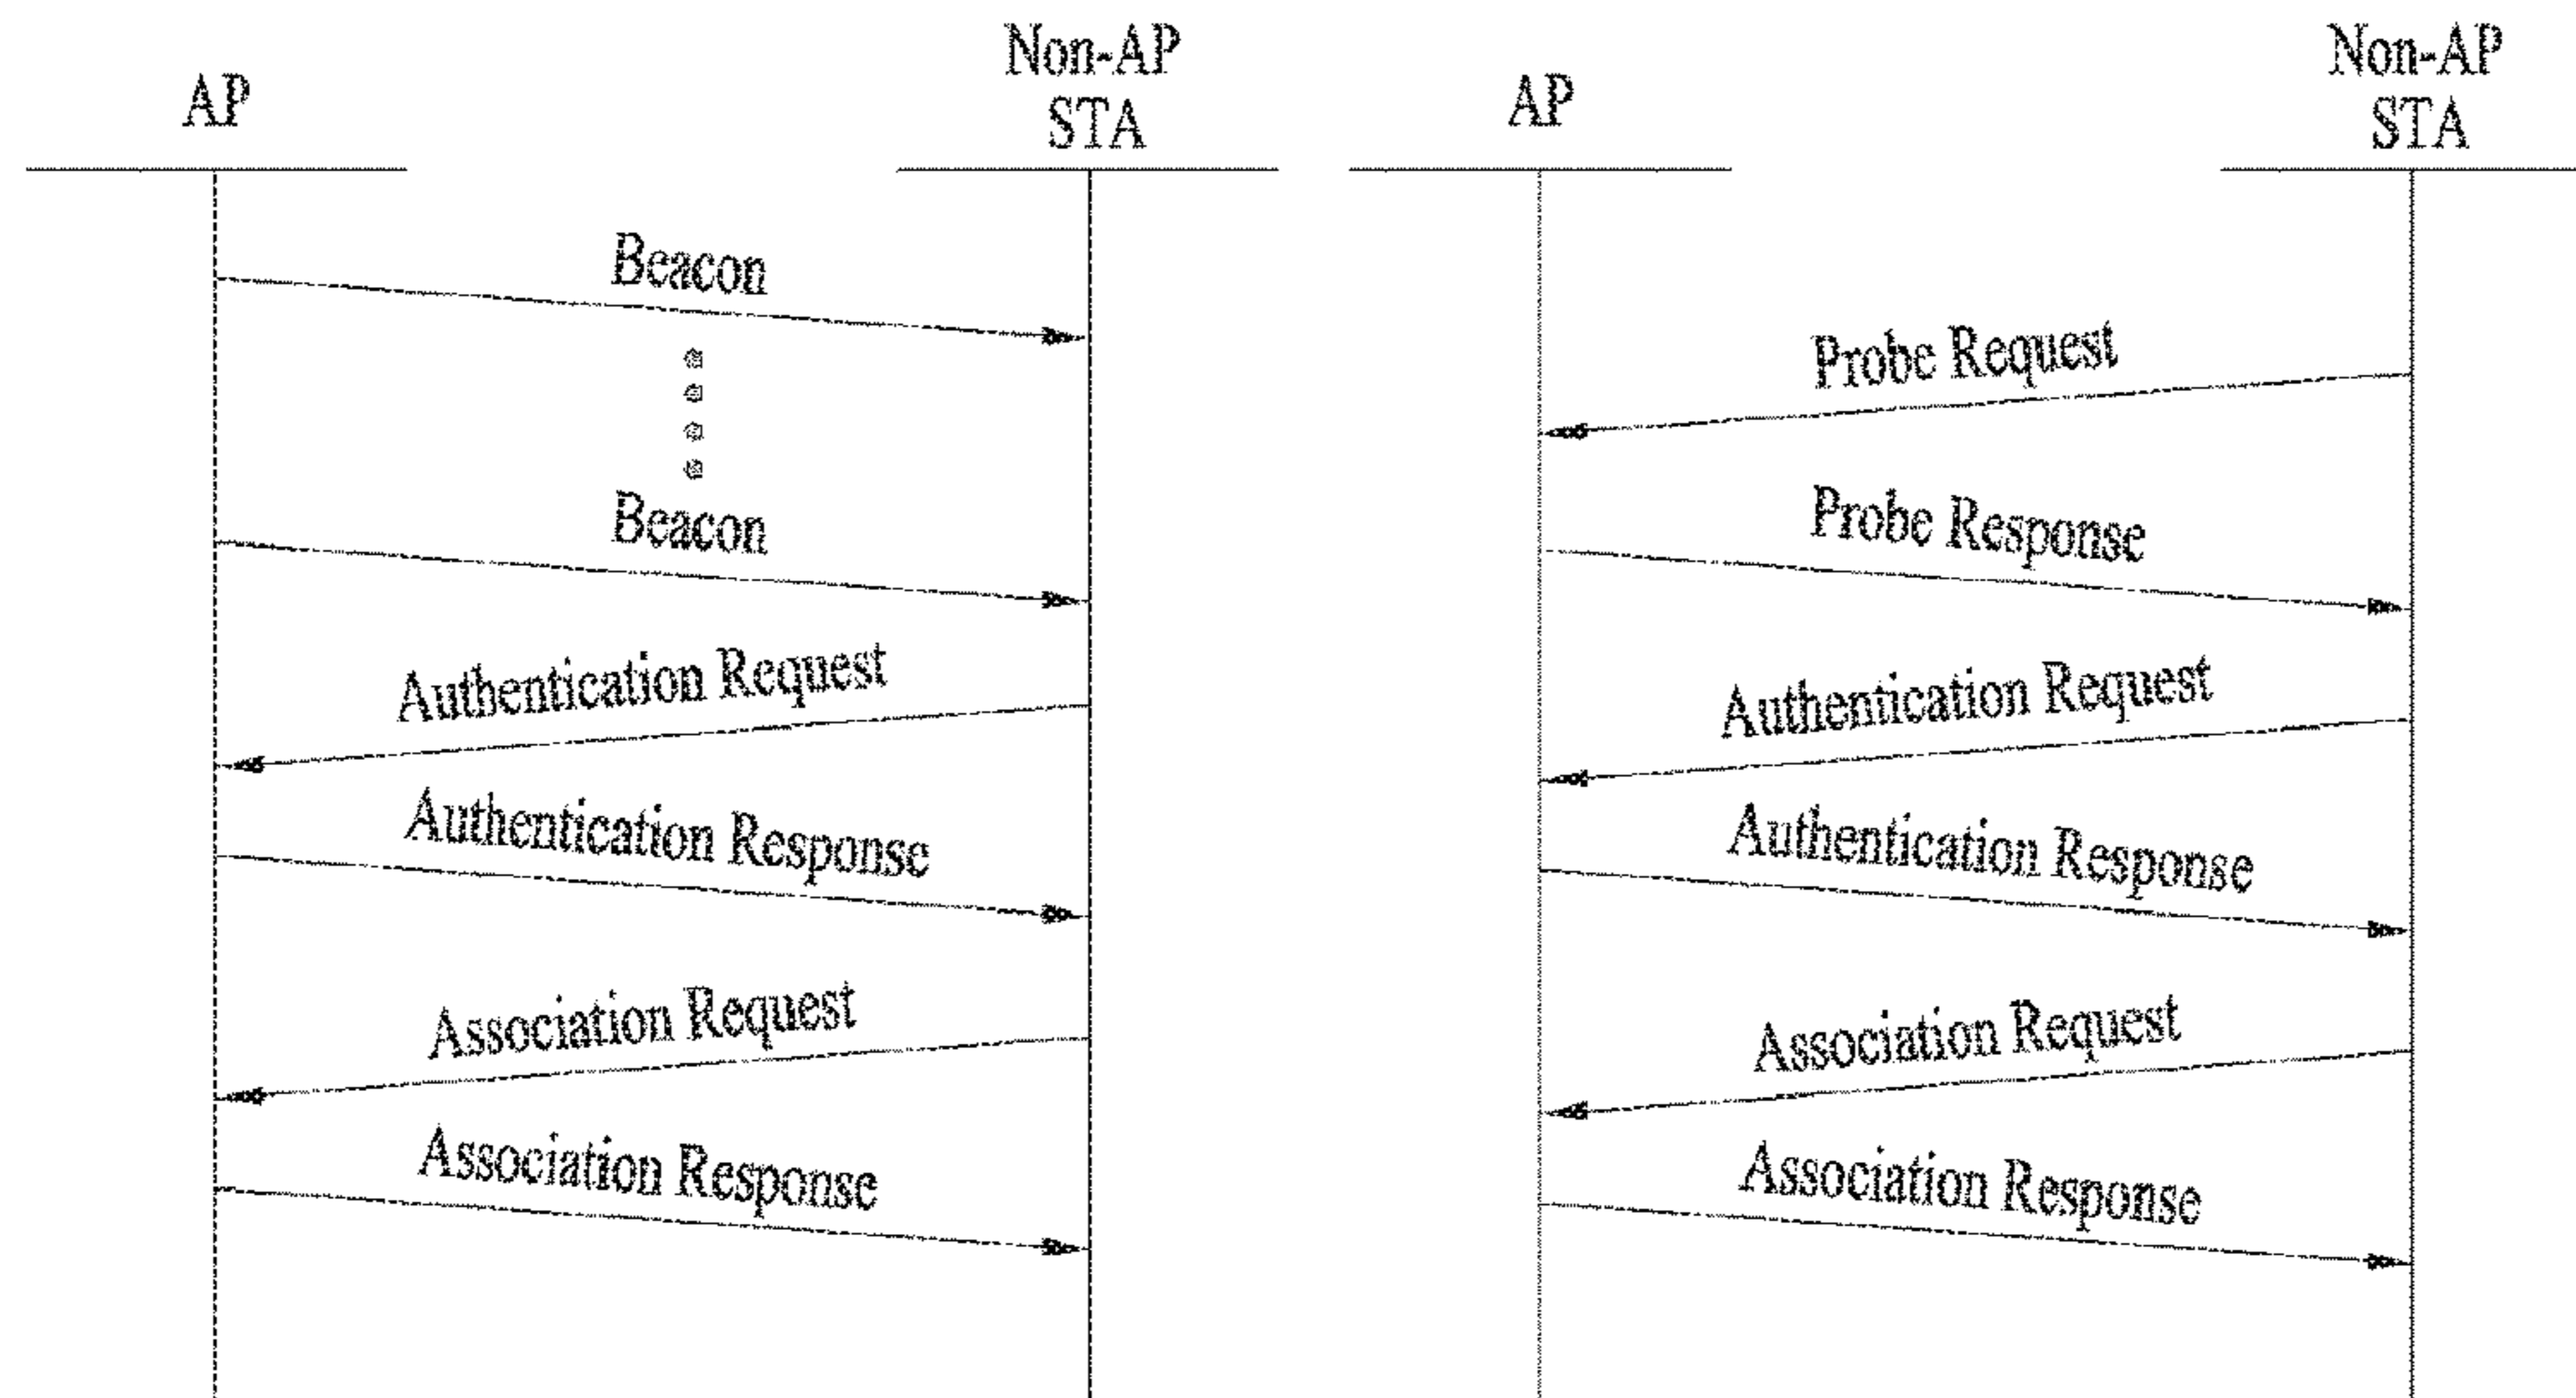 AP
Non-AP
STA
Beacon
Beacon
Authentication Request
Authentication Response
Association Request
Association Response
AP
Non-AP
STA
Probe Request
Probe Response
Authentication Request
Authentication Response
Association Request
Association Response